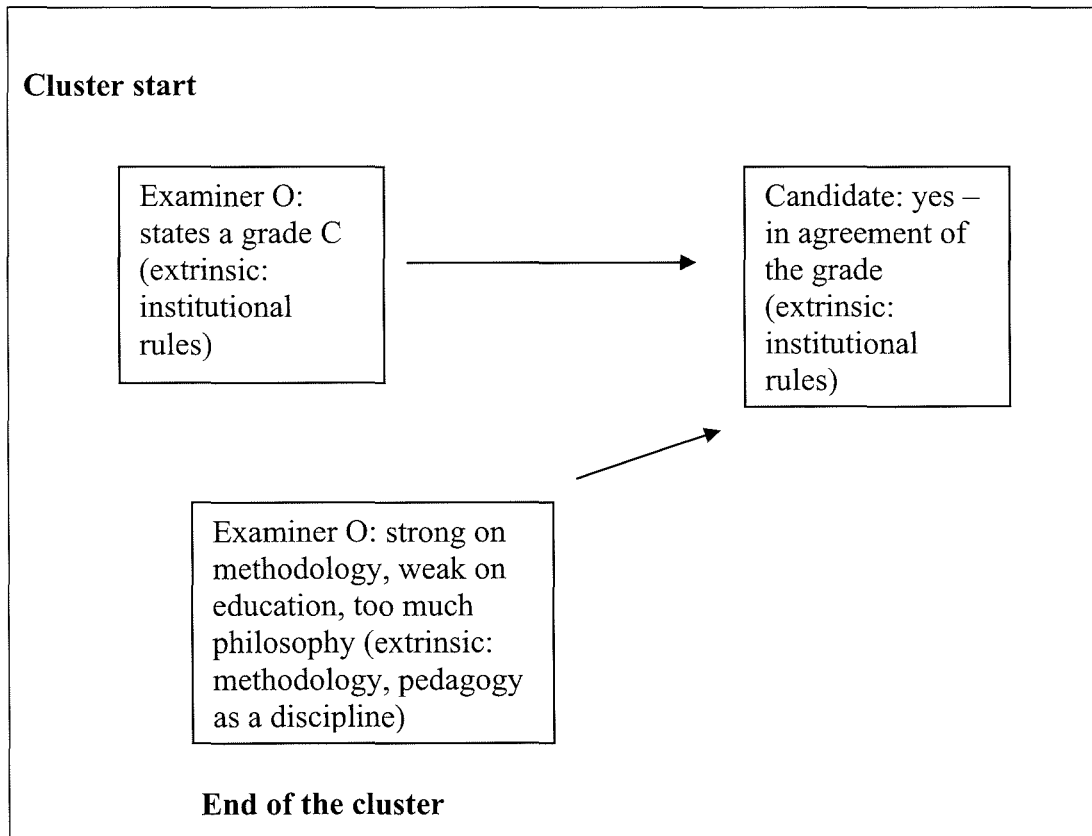 Cluster start
Examiner O:
states a grade C
(extrinsic:
institutional
rules)
Candidate: yes –
in agreement of
the grade
(extrinsic:
institutional
rules)
Examiner O: strong on
methodology, weak on
education, too much
philosophy (extrinsic:
methodology, pedagogy
as a discipline)
End of the cluster